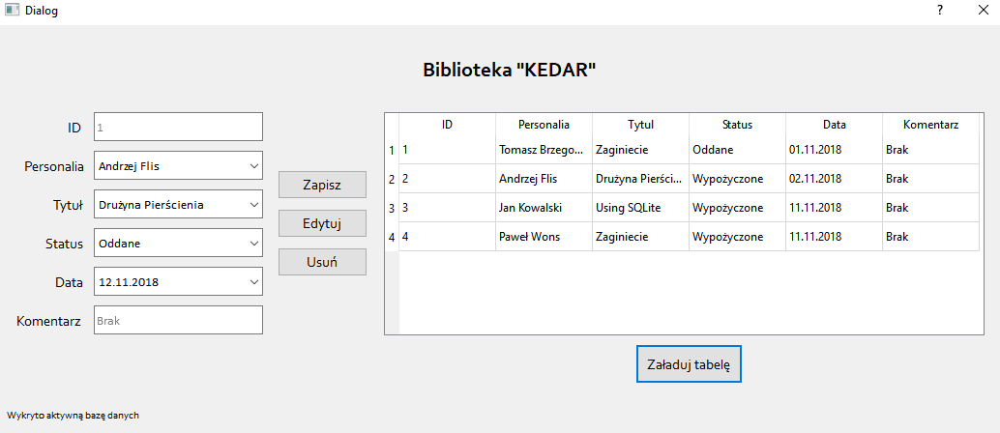 Dialog ?
Biblioteka "KEDAR"
ID 1
Personalia Andrzej Flis
Tytuł Drużyna Pierścienia
Status Oddane
Data 12.11.2018
Komentarz Brak
Zapisz
Edytuj
Usuń
ID Personalia Tytul Status Data Komentarz
1 1 Tomasz Brzego... Zaginiecie Oddane 01.11.2018 Brak
2 2 Andrzej Flis Drużyna Pierści... Wypożyczone 02.11.2018 Brak
3 3 Jan Kowalski Using SQLite Wypożyczone 11.11.2018 Brak
4 4 Paweł Wons Zaginiecie Wypożyczone 11.11.2018 Brak
Załaduj tabelę
Wykryto aktywną bazę danych